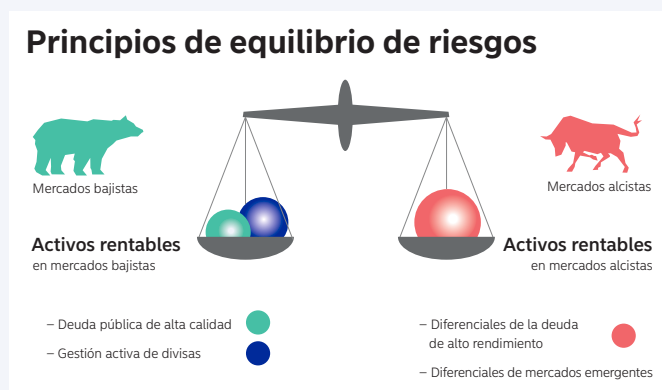 Principios de equilibrio de riesgos
Mercados bajistas
Mercados alcistas
Activos rentables
en mercados bajistas
Activos rentables
en mercados alcistas
– Deuda pública de alta calidad
– Gestión activa de divisas
– Diferenciales de la deuda
de alto rendimiento
– Diferenciales de mercados emergentes